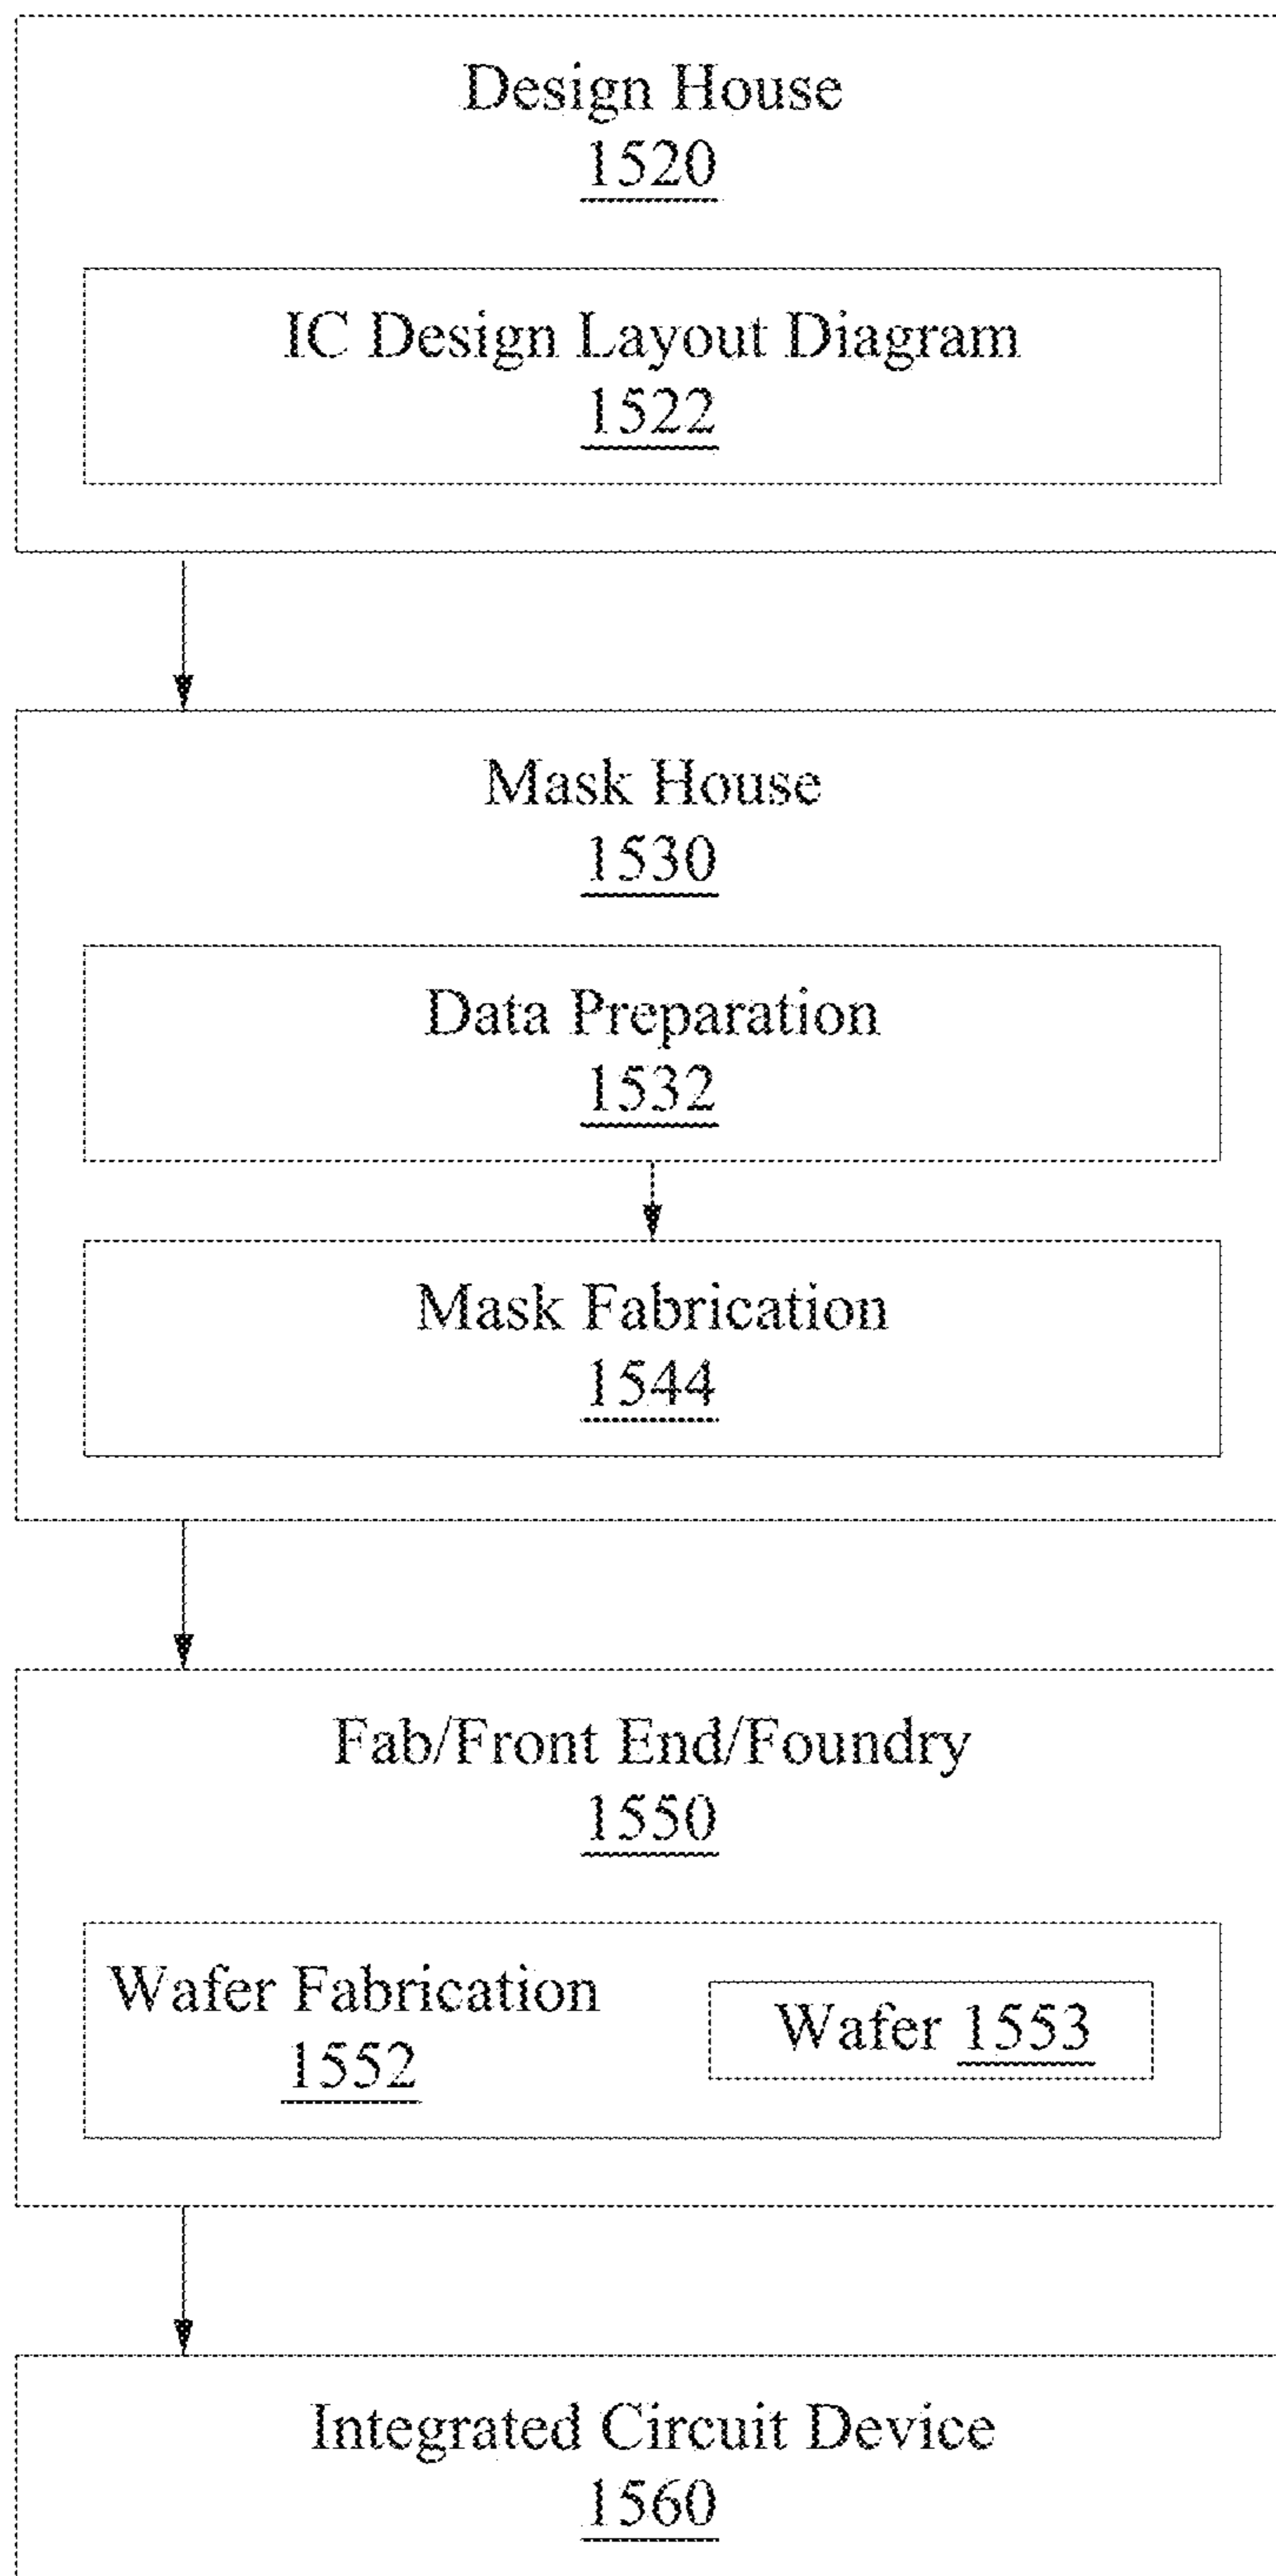 Design House
1520
IC Design Layout Diagram
1522
Mask House
1530
Data Preparation
1532
Mask Fabrication
1544
Fab/Front End/Foundry
1550
Wafer Fabrication
1552
Wafer 1553
Integrated Circuit Device
1560